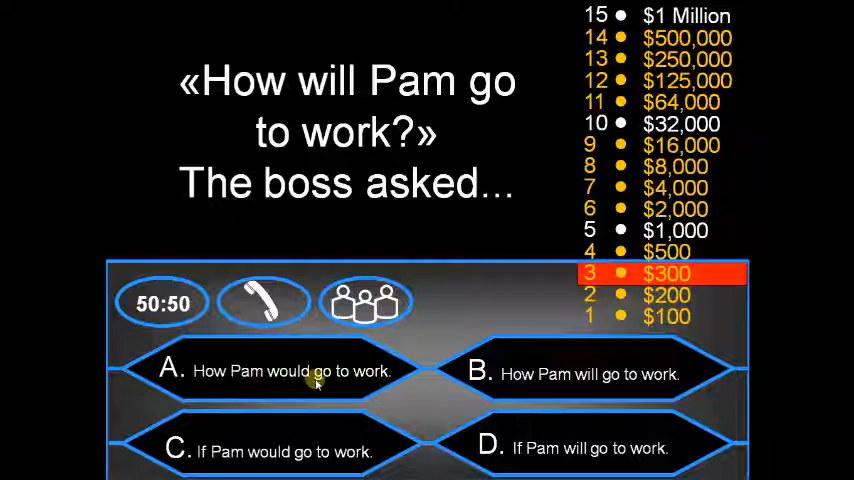 «How will Pam go
to work?»
The boss asked...
15 • $1 Million
14 • $500,000
13 • $250,000
12 • $125,000
11 • $64,000
10 • $32,000
9 • $16,000
8 • $8,000
7 • $4,000
6 • $2,000
5 • $1,000
4 • $500
3 • $300
2 • $200
1 • $100
50:50
A. How Pam would go to work.
B. How Pam will go to work.
C. If Pam would go to work.
D. If Pam will go to work.